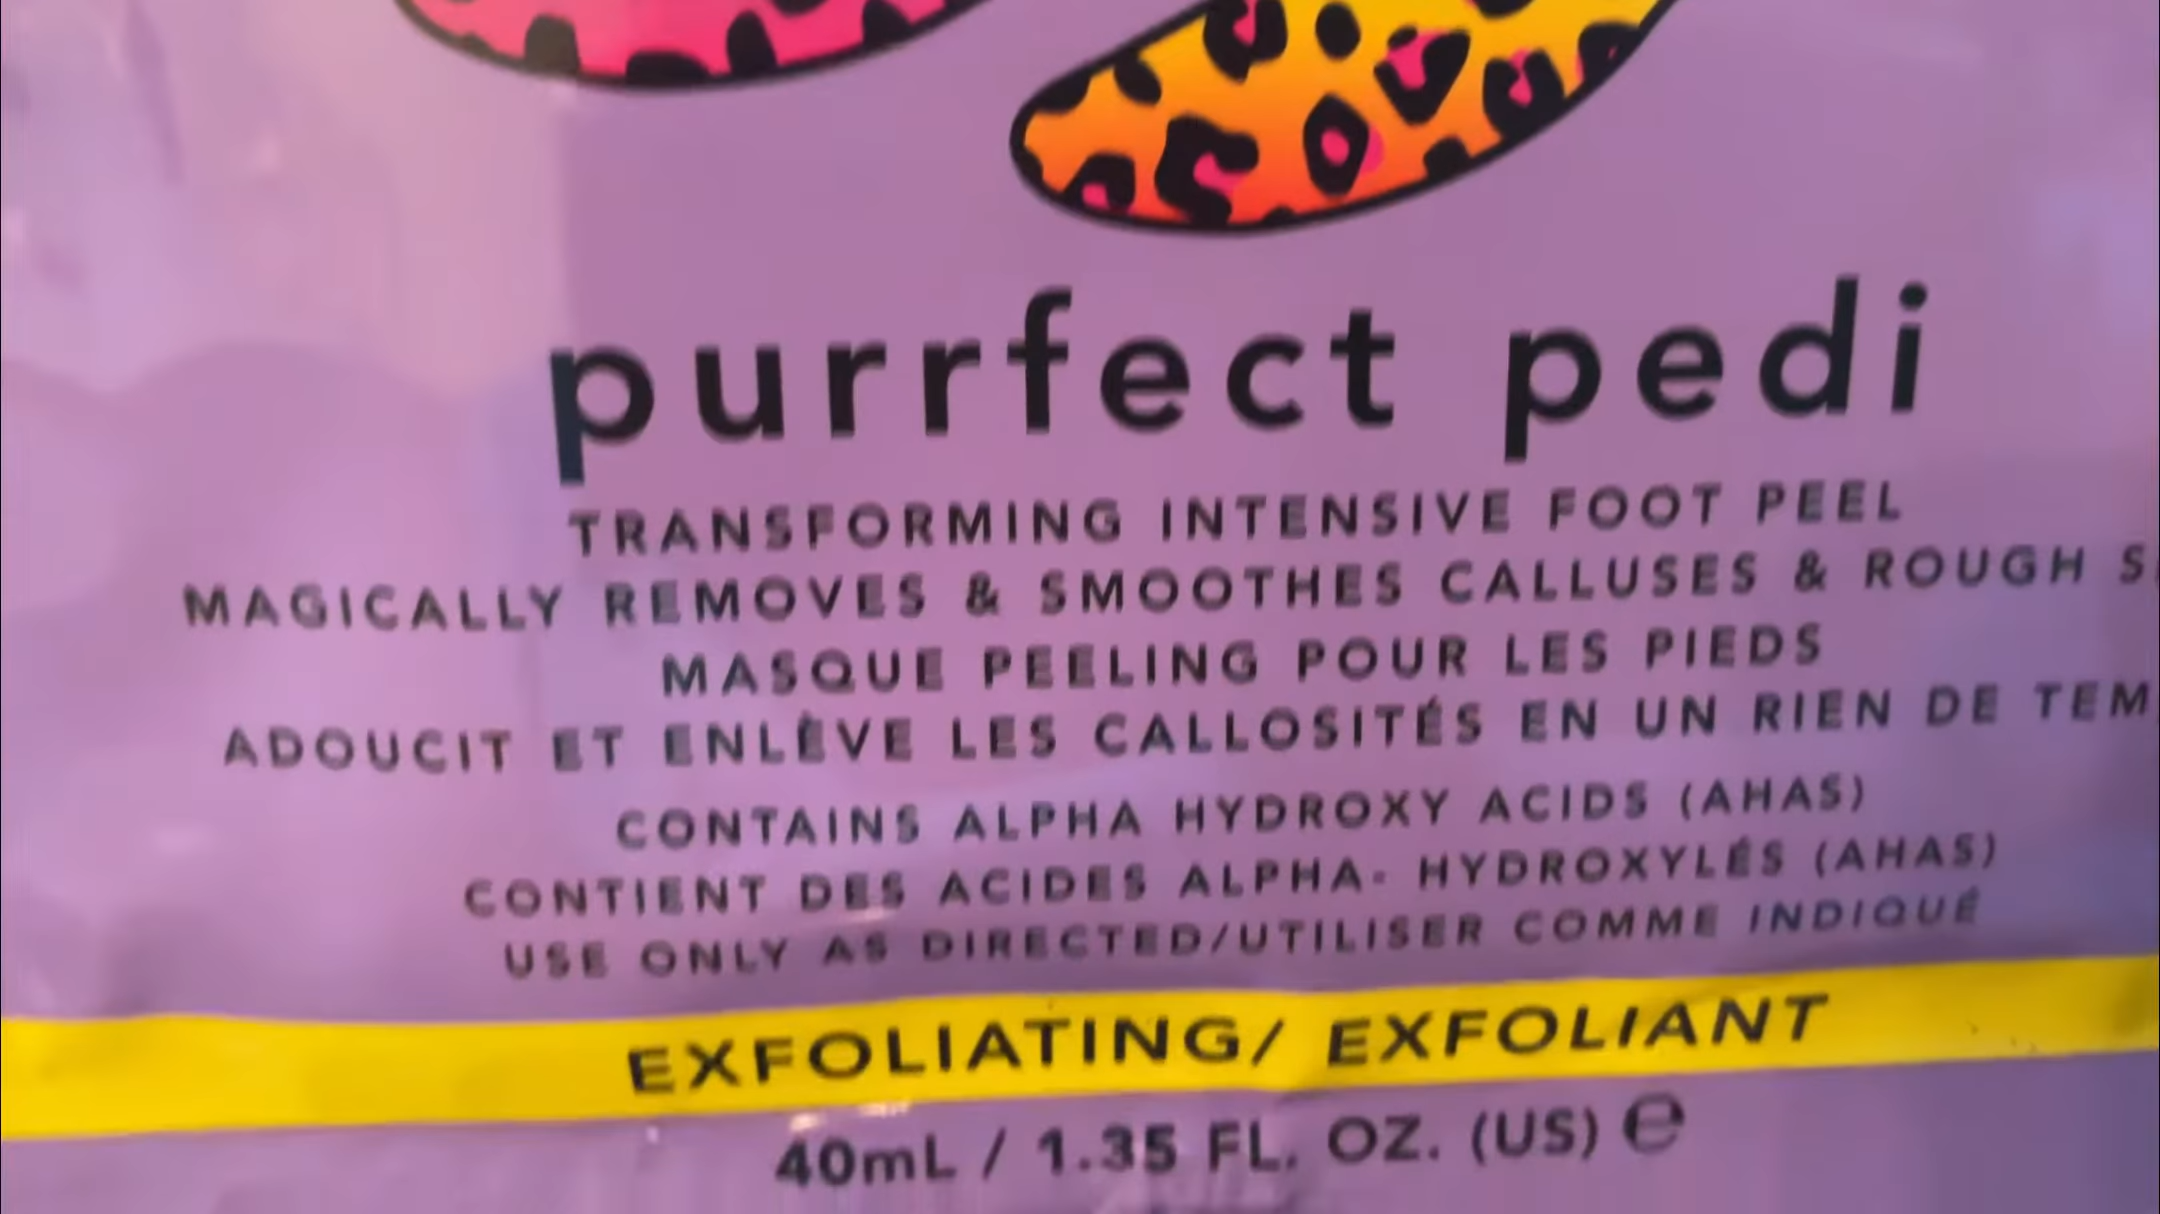 purrfect pedi
TRANSFORMING INTENSIVE FOOT PEEL
MAGICALLY REMOVES & SMOOTHES CALLUSES & ROUGH
MASQUE PEELING POUR LES PIEDS
ADOUCIT ET ENLÈVE LES CALLOSITÉS EN UN RIEN DE TEM
CONTAINS ALPHA HYDROXY ACIDS (AHAS)
CONTIENT DES ACIDES ALPHA- HYDROXYLÉS (AHAS)
USE ONLY AS DIRECTED/UTILISER COMME INDIQUÉ
EXFOLIATING/ EXFOLIANT
40mL / 1.35 FL. OZ. (US) ℮